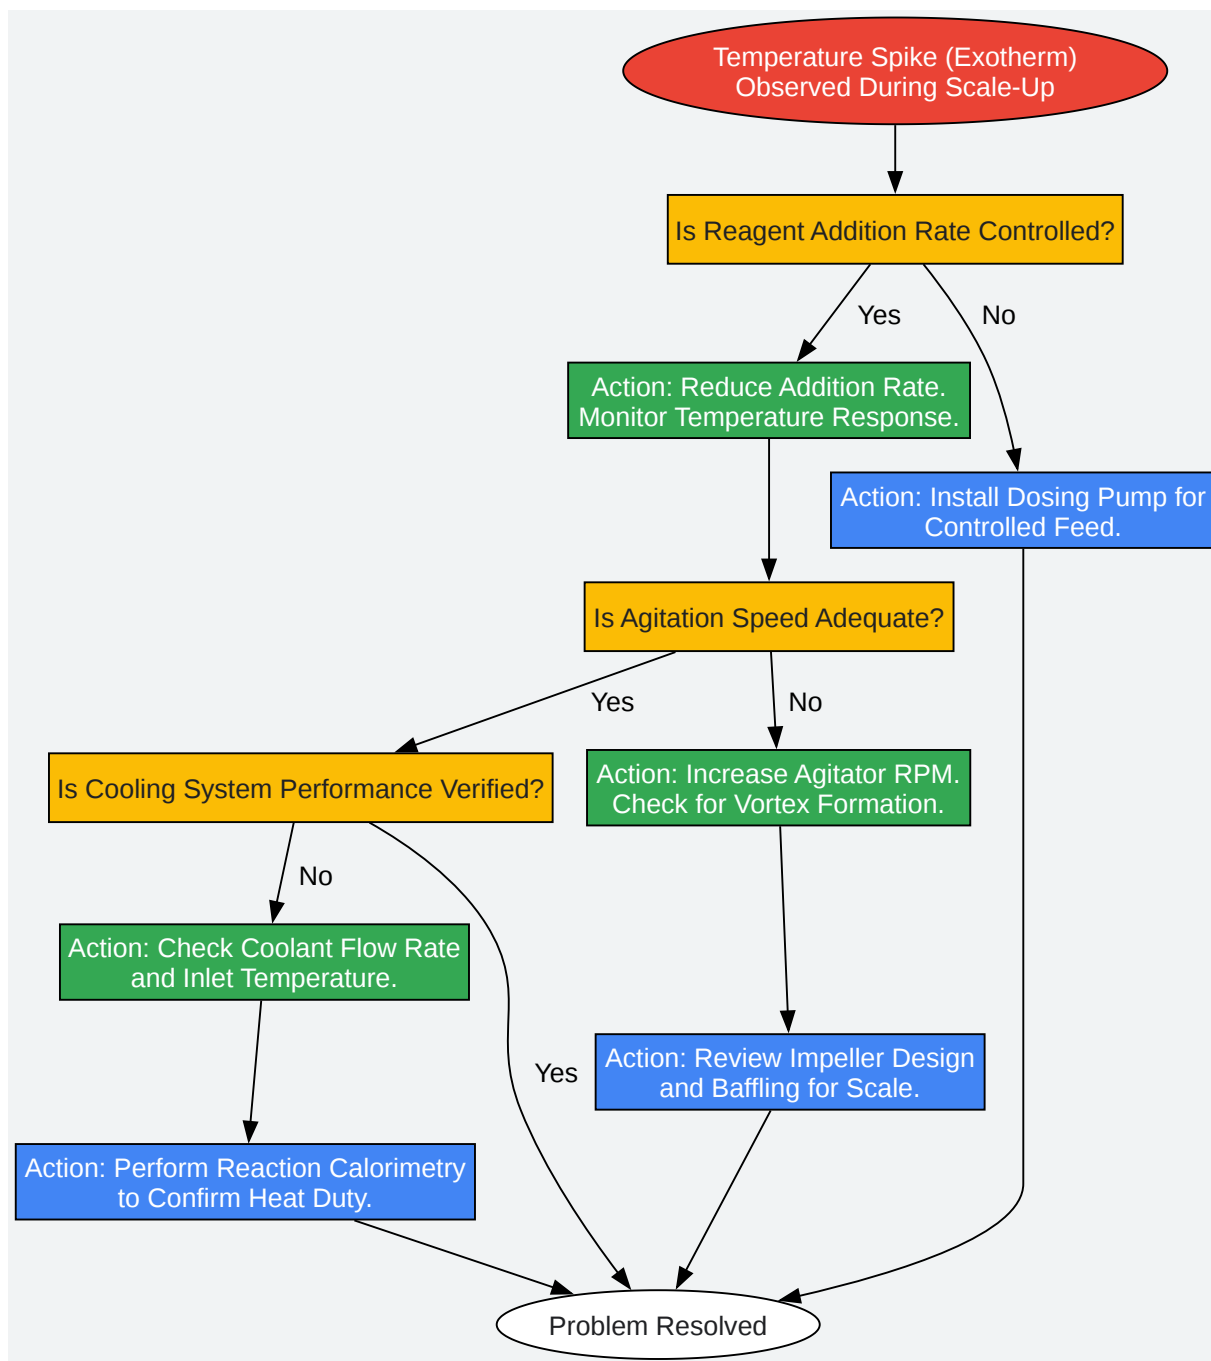 Temperature Spike (Exotherm)
Observed During Scale-Up
Is Reagent Addition Rate Controlled?
Yes
No
Action: Reduce Addition Rate.
Monitor Temperature Response.
Action: Install Dosing Pump for
Controlled Feed.
Is Agitation Speed Adequate?
Yes
No
Is Cooling System Performance Verified?
Action: Increase Agitator RPM.
Check for Vortex Formation.
No
Action: Check Coolant Flow Rate
and Inlet Temperature.
Yes
Action: Review Impeller Design
and Baffling for Scale.
Action: Perform Reaction Calorimetry
to Confirm Heat Duty.
Problem Resolved